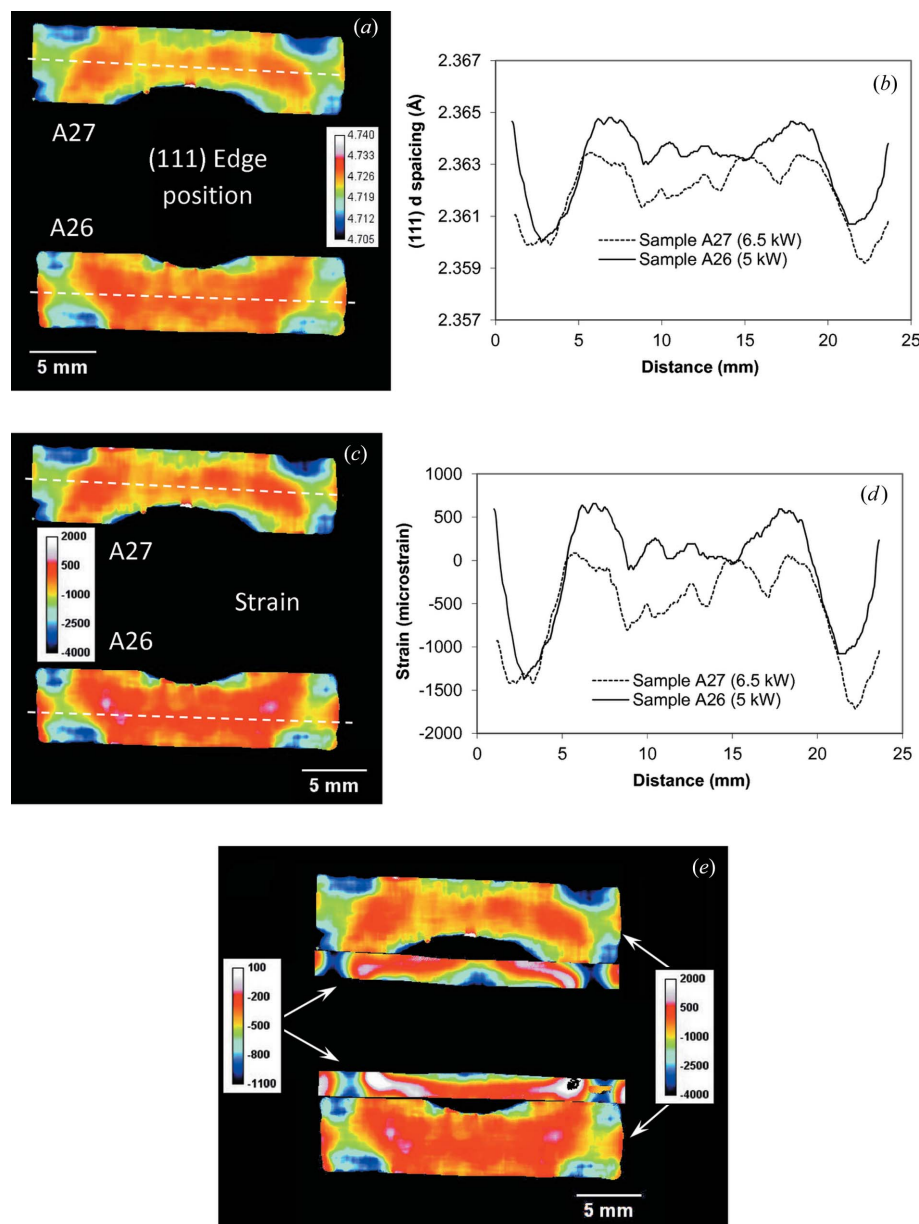 (a)
A27
(111) Edge
position
A26
4.740
4.733
4.726
4.719
4.712
4.705
5 mm
(b)
2.367
2.365
2.363
2.361
2.359
2.357
(111) d spaicing (Å)
Sample A27 (6.5 kW)
Sample A26 (5 kW)
0
5
10
15
20
25
Distance (mm)
(c)
2000
500
-1000
-2500
-4000
A27
Strain
A26
5 mm
(d)
1000
500
0
-500
-1000
-1500
-2000
Strain (microstrain)
Sample A27 (6.5 kW)
Sample A26 (5 kW)
0
5
10
15
20
25
Distance (mm)
(e)
100
-200
-500
-800
-1100
2000
500
-1000
-2500
-4000
5 mm